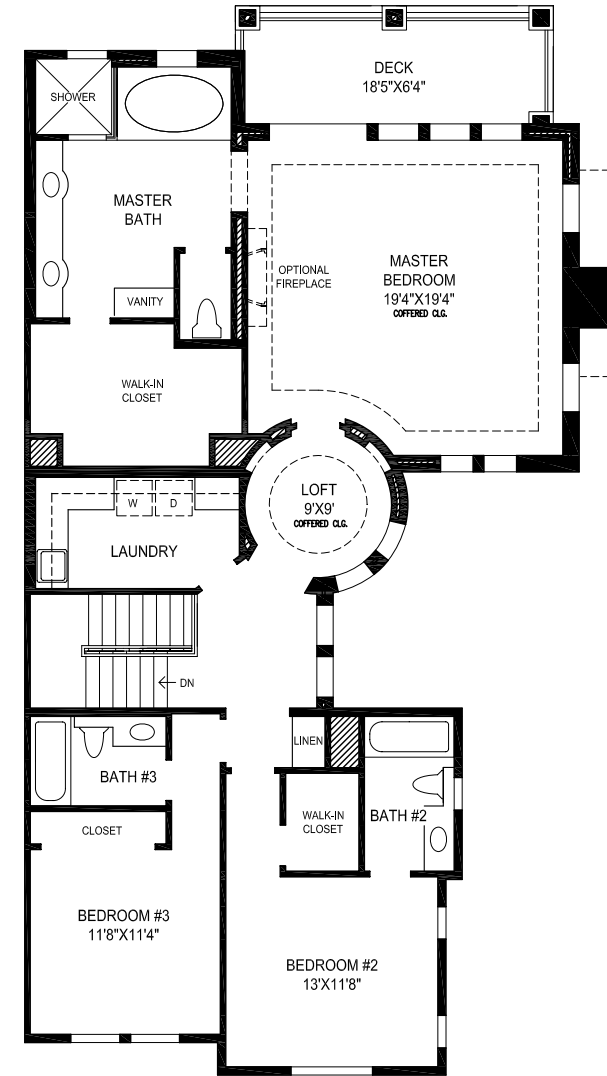 DECK
18'5"X6'4"
SHOWER
MASTER
BATH
VANITY
OPTIONAL
FIREPLACE
MASTER
BEDROOM
19'4"X19'4"
COFFERED CLG.
WALK-IN
CLOSET
LOFT
9'X9'
COFFERED CLG.
W
D
LAUNDRY
DN
LINEN
BATH #3
WALK-IN
CLOSET
BATH #2
CLOSET
BEDROOM #3
11'8"X11'4"
BEDROOM #2
13'X11'8"